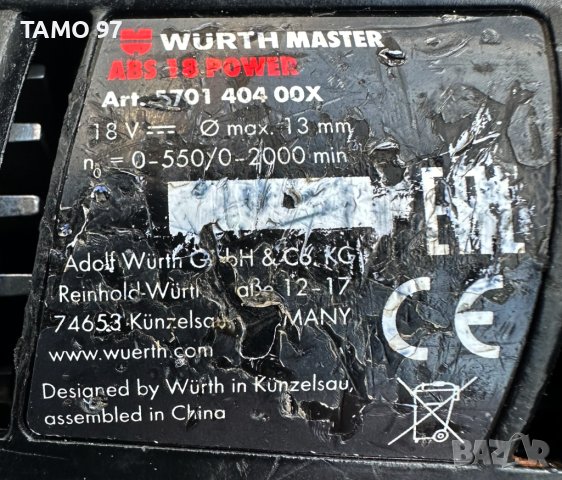 TAMO 97
WÜRTH MASTER
ABS 18 POWER
Art. 5701 404 00X
18 V Ø max. 13 mm
n₀ = 0-550/0-2000 min
EAC
Adolf Würth GmbH & Co. KG
Reinhold-Würt aße 12-17
74653 Künzelsau MANY
www.wuerth.com
CE
Designed by Würth in Künzelsau,
assembled in China
BAZAR